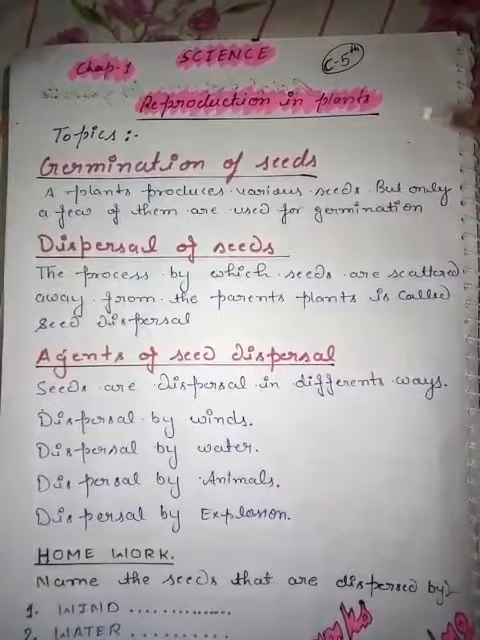 SCIENCE
Chap-1
C-5th
Reproduction in plants
Topics :-
Germination of seeds
A plants produces various seeds. But only
a few of them are used for germination
Dispersal of seeds
The process by which seeds are scattered
away from the parents plants is called
seed dispersal
Agents of seed dispersal
Seeds are dispersal in differents ways.
Dispersal by winds.
Dispersal by water.
Dispersal by Animals.
Dispersal by Explosion.
HOME WORK.
Name the seeds that are dispersed by:-
1. WIND .............
2. WATER ..........